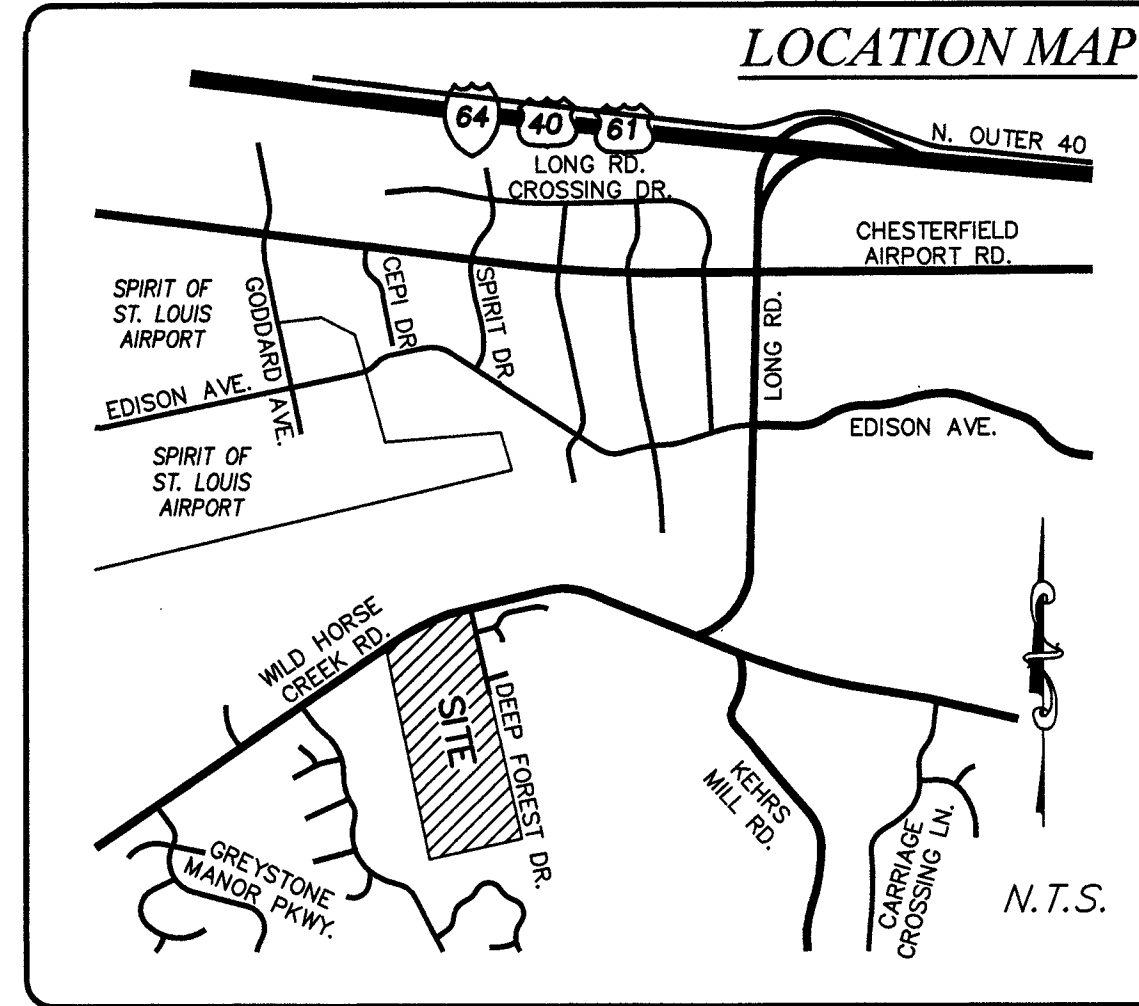 LOCATION MAP
64
40
61
N. OUTER 40
LONG RD.
CROSSING DR.
CHESTERFIELD
AIRPORT RD.
SPIRIT OF
ST. LOUIS
AIRPORT
GODDARD AVE.
CEPI DR
SPIRIT DR
LONG RD.
EDISON AVE.
EDISON AVE.
SPIRIT OF
ST. LOUIS
AIRPORT
WILD HORSE
CREEK RD.
SITE
DEEP FOREST DR.
KEHRS
MILL RD.
GREYSTONE
MANOR PKWY.
CARRIAGE
CROSSING LN.
N.T.S.